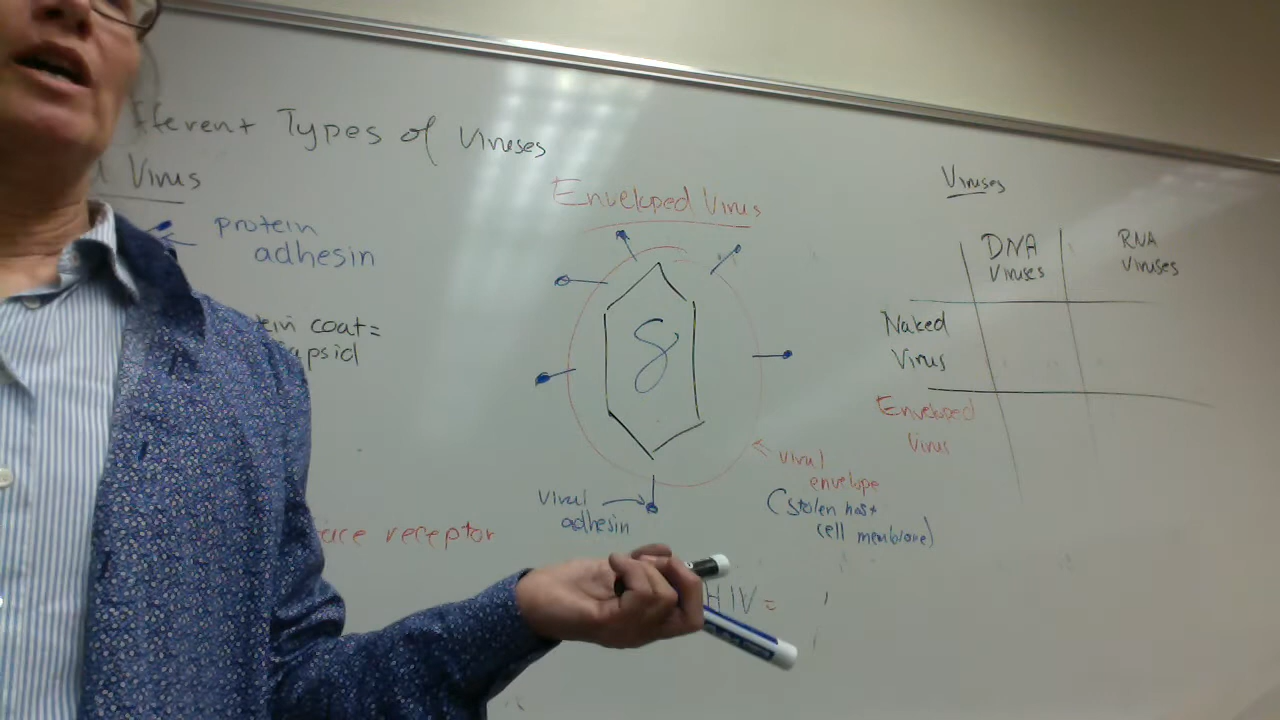 fferent Types of Viruses
d Virus
protein
adhesin
tein coat=
apsid
ace receptor
Enveloped Virus
viral
adhesin
viral
envelope
(stolen host
cell membrane)
HIV=
Viruses
DNA
Viruses
RNA
Viruses
Naked
Virus
Enveloped
Virus